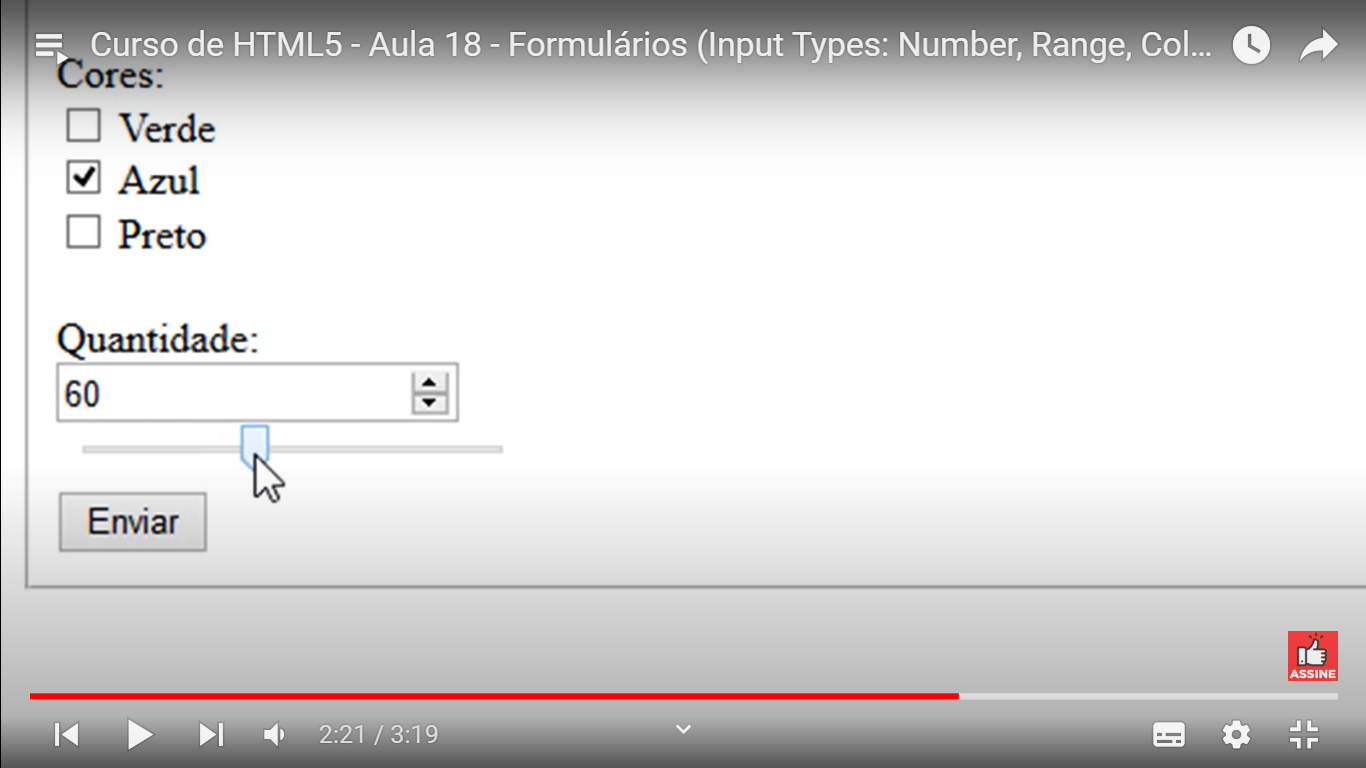 Curso de HTML5 - Aula 18 - Formulários (Input Types: Number, Range, Col...
Cores:
Verde
Azul
Preto
Quantidade:
60
Enviar
ASSINE
2:21 / 3:19